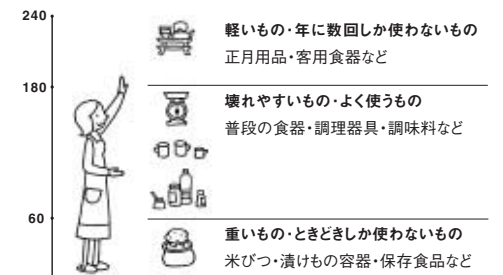 240
軽いもの・年に数回しか使わないもの
正月用品・客用食器など
180
壊れやすいもの・よく使うもの
普段の食器・調理器具・調味料など
60
重いもの・ときどきしか使わないもの
米びつ・漬けもの容器・保存食品など